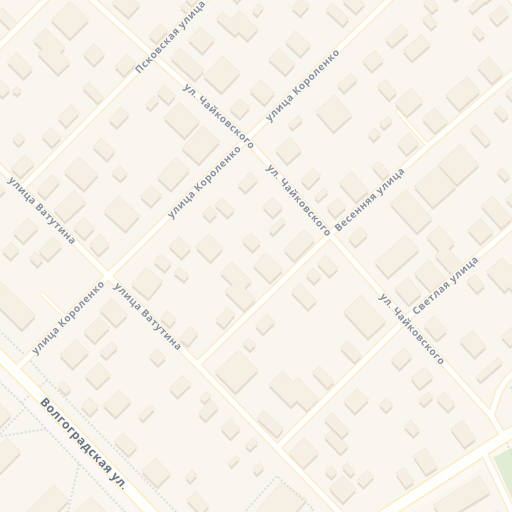 Псковская улица
улица Короленко
ул. Чайковского
улица Короленко
ул. Чайковского
Весенняя улица
улица Ватутина
Светлая улица
улица Короленко
улица Ватутина
ул. Чайковского
Волгоградская ул.